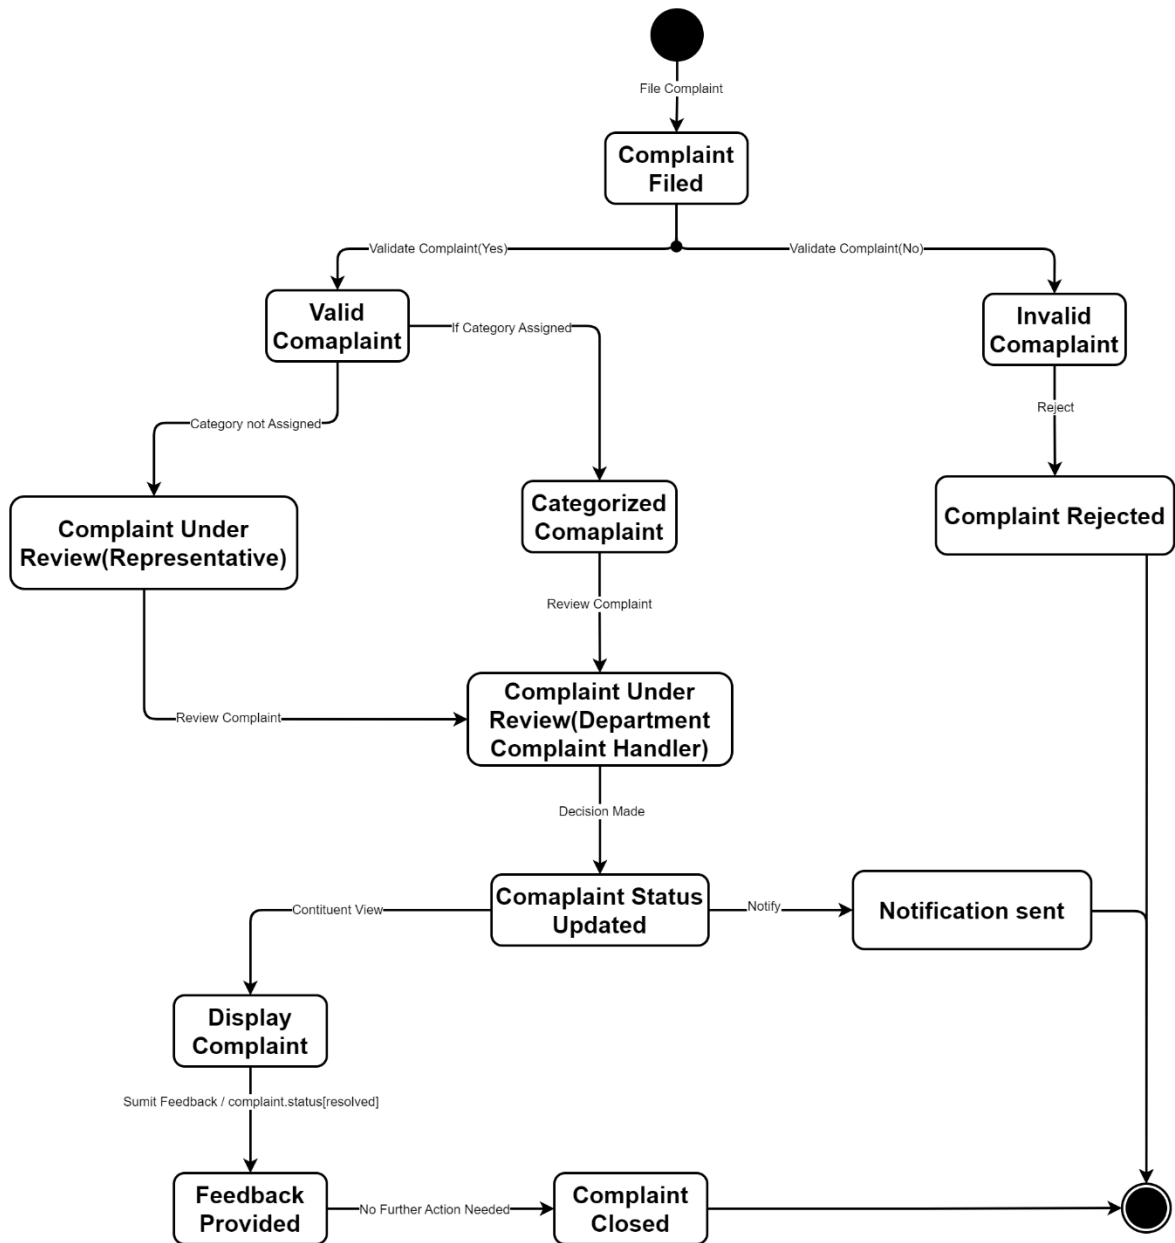 File Complaint
Complaint
Filed
Validate Complaint(Yes)
Validate Complaint(No)
Valid
Comaplaint
If Category Assigned
Invalid
Comaplaint
Category not Assigned
Reject
Complaint Under
Review(Representative)
Categorized
Comaplaint
Complaint Rejected
Review Complaint
Complaint Under
Review(Department
Complaint Handler)
Review Complaint
Decision Made
Comaplaint Status
Updated
Contituent View
Notify
Notification sent
Display
Complaint
Sumit Feedback / complaint.status[resolved]
Feedback
Provided
No Further Action Needed
Complaint
Closed